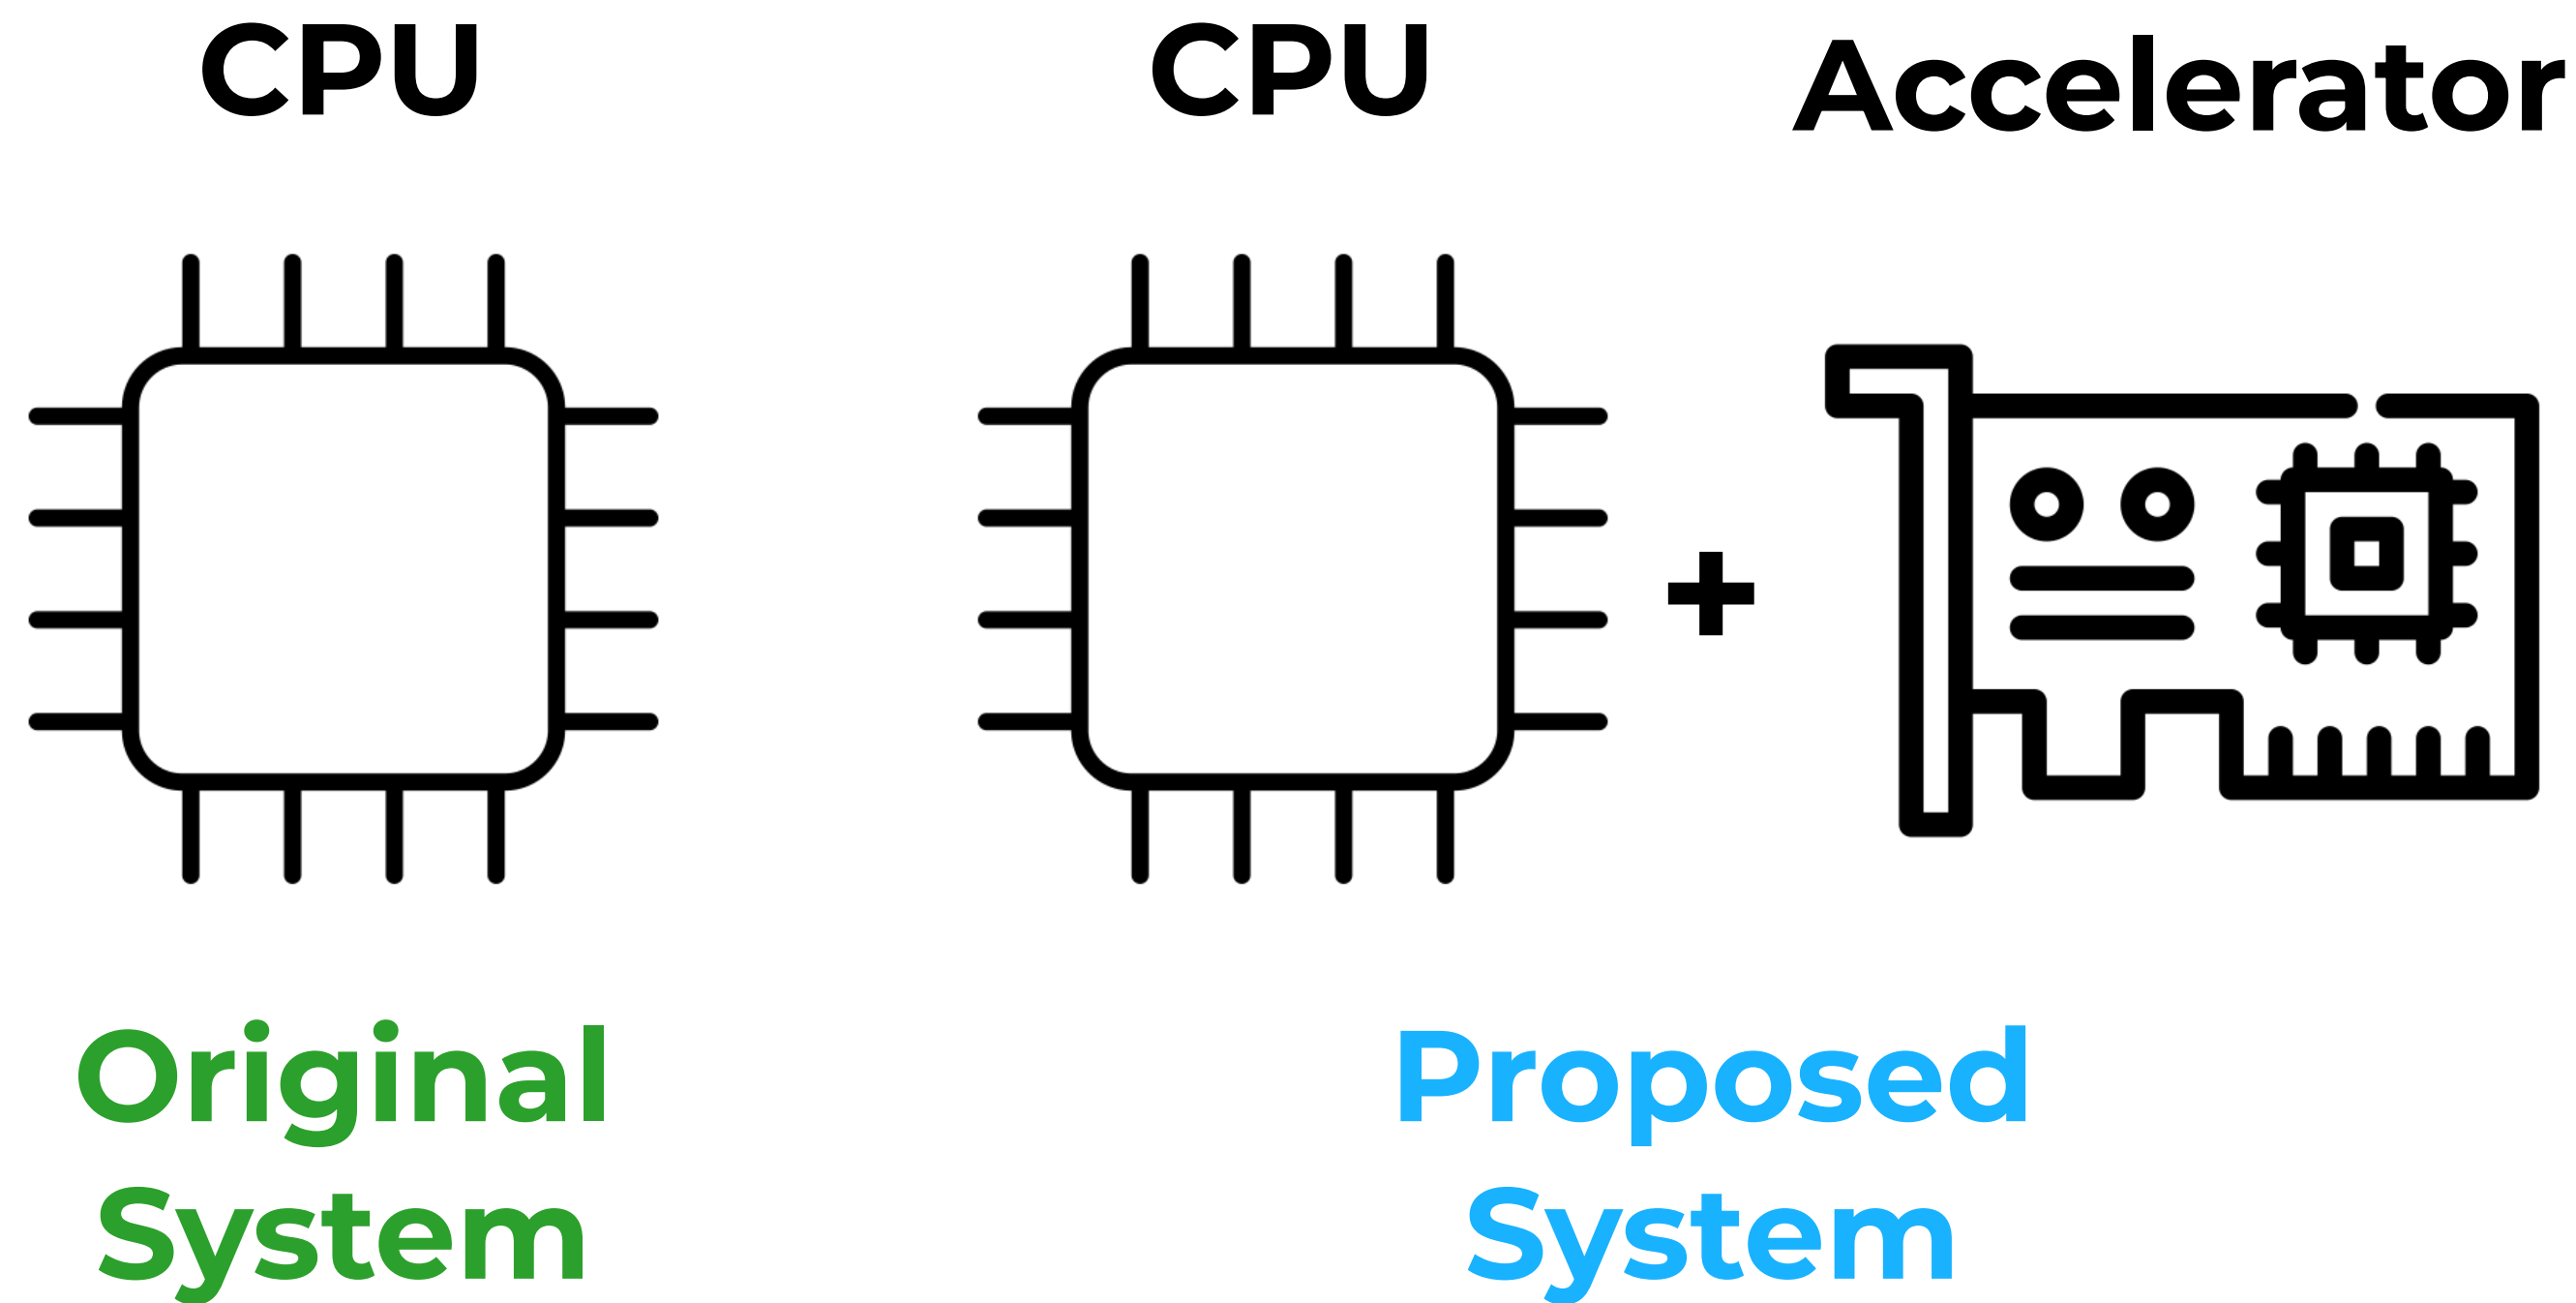 CPU
CPU
Accelerator
+
Original
System
Proposed
System